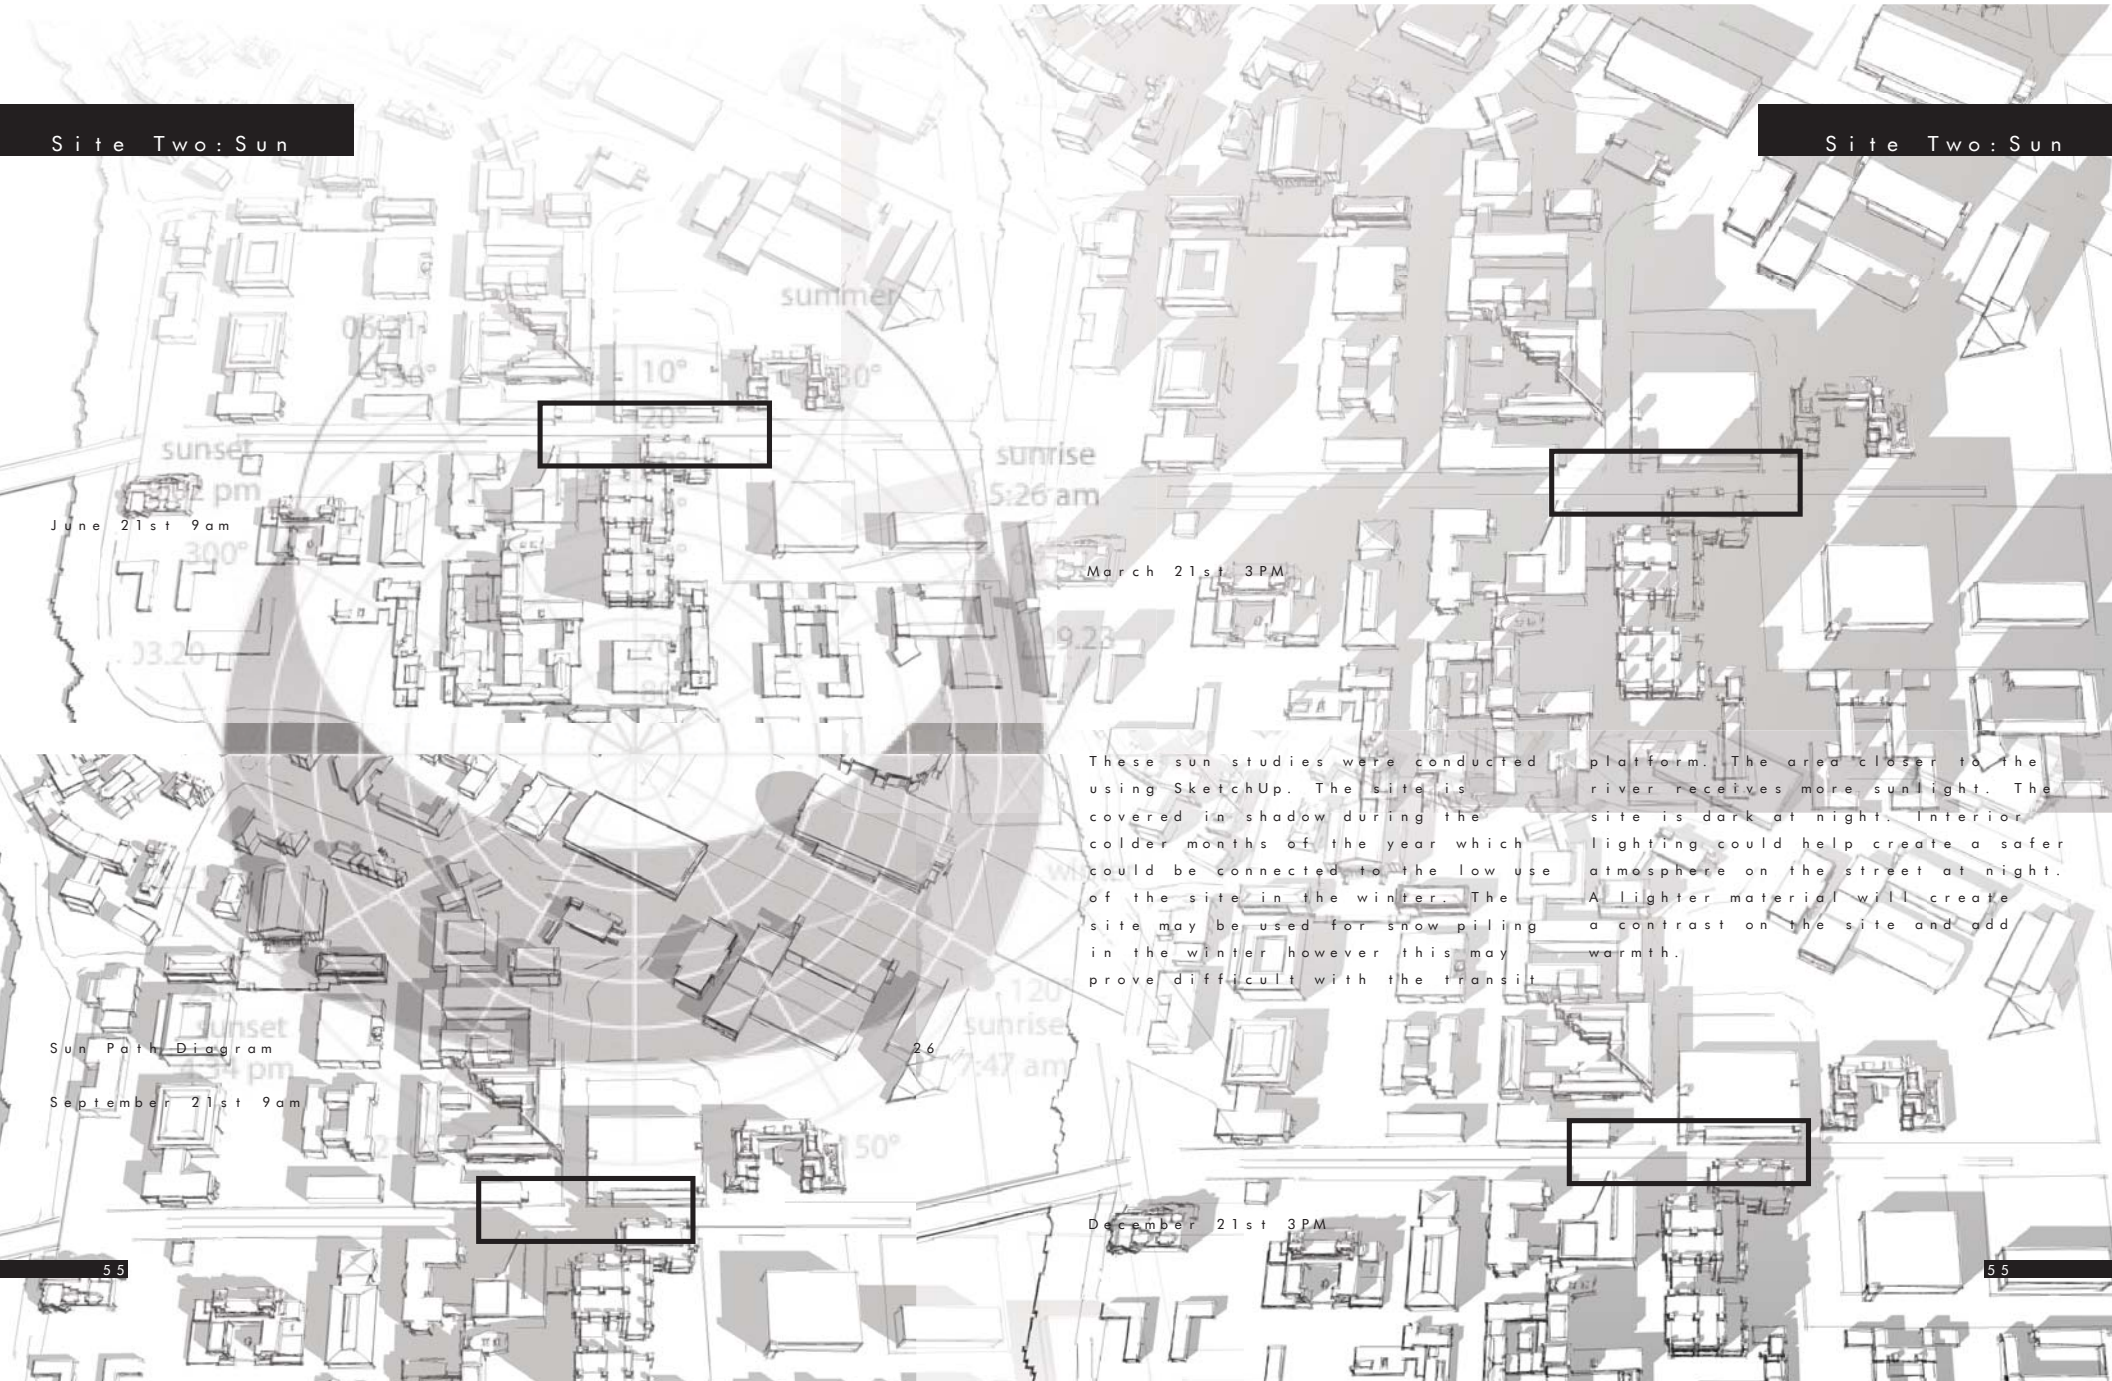 Site Two:Sun
Site Two:Sun
summer
06.21
350°
10°
30°
20°
sunset
pm
sunrise
5:26 am
June 21st 9am
300°
March 21st 3PM
03.20
09.23
These sun studies were conducted
using SketchUp. The site is
covered in shadow during the
colder months of the year which
could be connected to the low use
of the site in the winter. The
site may be used for snow piling
in the winter however this may
prove difficult with the transit
platform. The area closer to the
river receives more sunlight. The
site is dark at night. Interior
lighting could help create a safer
atmosphere on the street at night.
A lighter material will create
a contrast on the site and add
warmth.
120
sunset
4:34 pm
sunrise
7:47 am
Sun Path Diagram
26
September 21st 9am
150°
December 21st 3PM
55
55